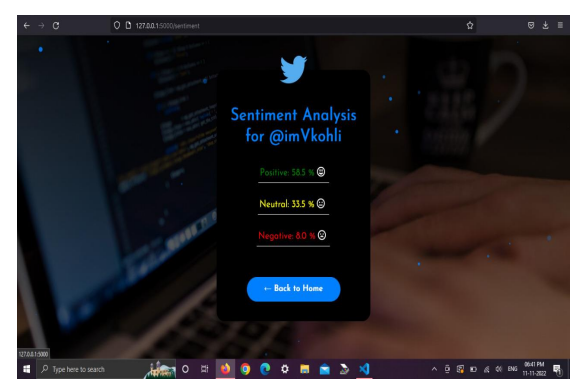 127.0.0.1:5000/sentiment
Sentiment Analysis
for @imVkohli
Positive: 58.5 %
Neutral: 33.5 %
Negative: 8.0 %
← Back to Home
127.0.0.1:5000
Type here to search
ENG
06:41 PM
11-11-2022